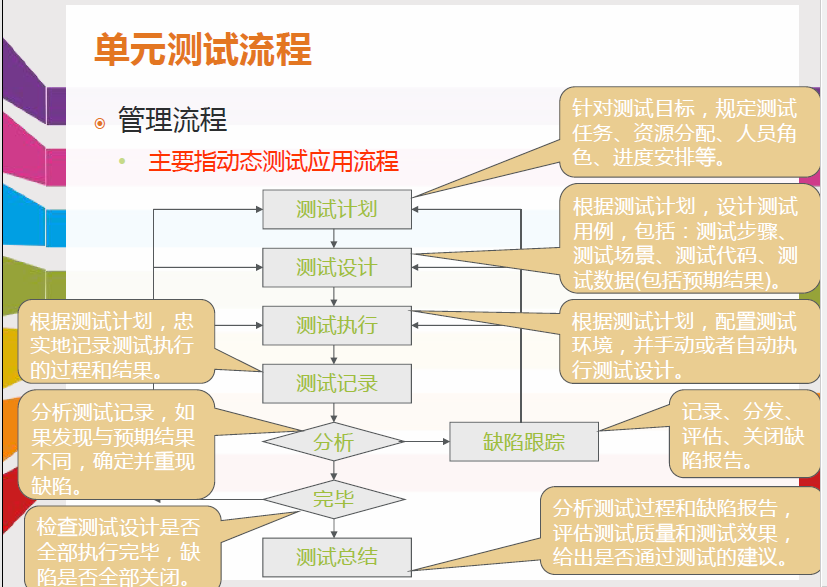 单元测试流程
管理流程
主要指动态测试应用流程
针对测试目标，规定测试
任务、资源分配、人员角
色、进度安排等。
测试计划
根据测试计划，设计测试
用例，包括：测试步骤、
测试场景、测试代码、测
试数据(包括预期结果)。
测试设计
根据测试计划，配置测试
环境，并手动或者自动执
行测试设计。
测试执行
根据测试计划，忠
实地记录测试执行
的过程和结果。
测试记录
分析测试记录，如
果发现与预期结果
不同，确定并重现
缺陷。
分析
缺陷跟踪
记录、分发、
评估、关闭缺
陷报告。
完毕
检查测试设计是否
全部执行完毕，缺
陷是否全部关闭。
测试总结
分析测试过程和缺陷报告，
评估测试质量和测试效果，
给出是否通过测试的建议。